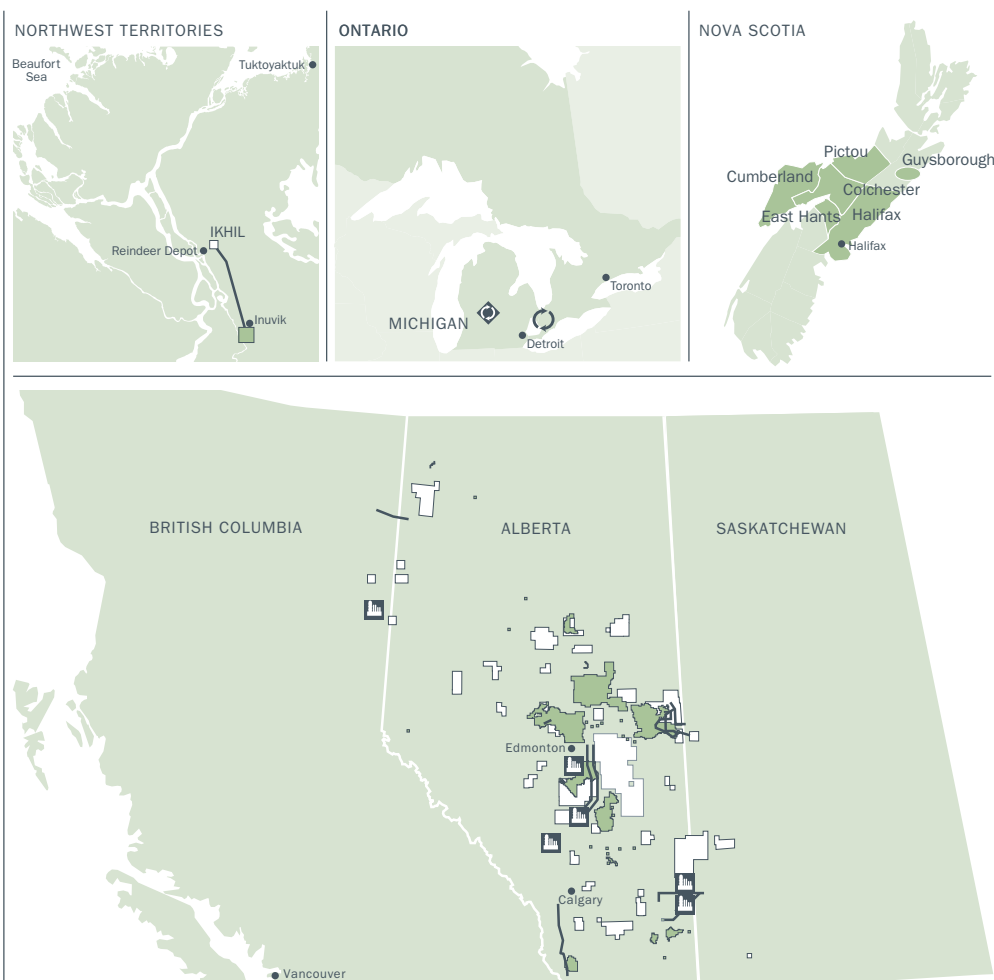 NORTHWEST TERRITORIES
Beaufort
Sea
Tuktoyaktuk
IKHIL
Reindeer Depot
Inuvik
ONTARIO
Toronto
MICHIGAN
Detroit
NOVA SCOTIA
Pictou
Guysborough
Cumberland
Colchester
East Hants
Halifax
Halifax
BRITISH COLUMBIA
ALBERTA
SASKATCHEWAN
Edmonton
Calgary
Vancouver